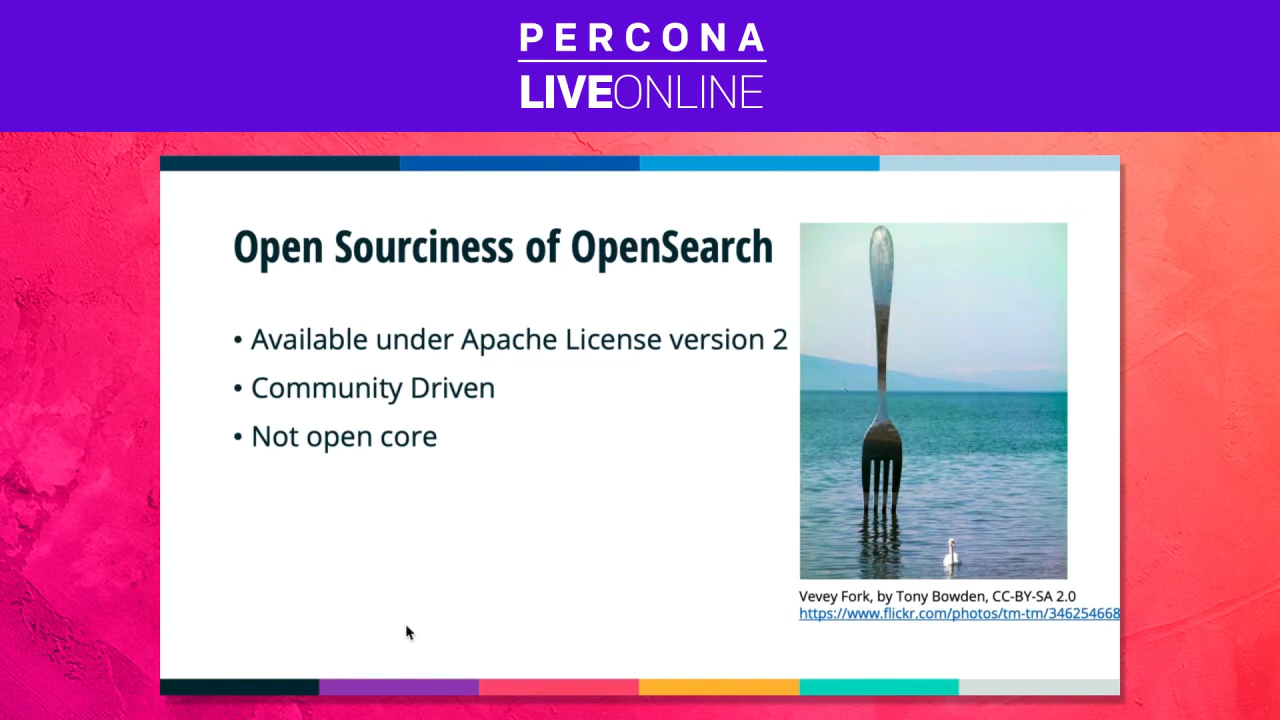 PERCONA
LIVEONLINE
Open Sourciness of OpenSearch
• Available under Apache License version 2
• Community Driven
• Not open core
Vevey Fork, by Tony Bowden, CC-BY-SA 2.0
https://www.flickr.com/photos/tm-tm/346254668